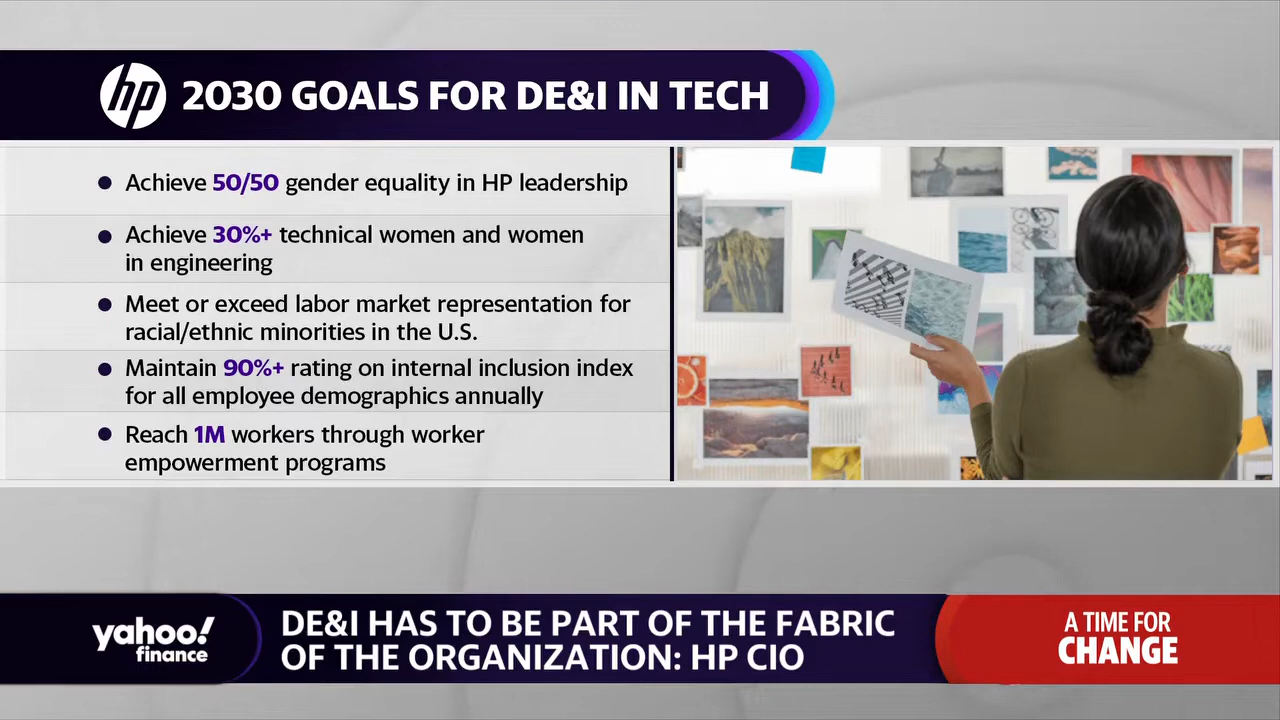 hp 2030 GOALS FOR DE&I IN TECH
Achieve 50/50 gender equality in HP leadership
Achieve 30%+ technical women and women
in engineering
Meet or exceed labor market representation for
racial/ethnic minorities in the U.S.
Maintain 90%+ rating on internal inclusion index
for all employee demographics annually
Reach 1M workers through worker
empowerment programs
yahoo!
finance
DE&I HAS TO BE PART OF THE FABRIC
OF THE ORGANIZATION: HP CIO
A TIME FOR
CHANGE